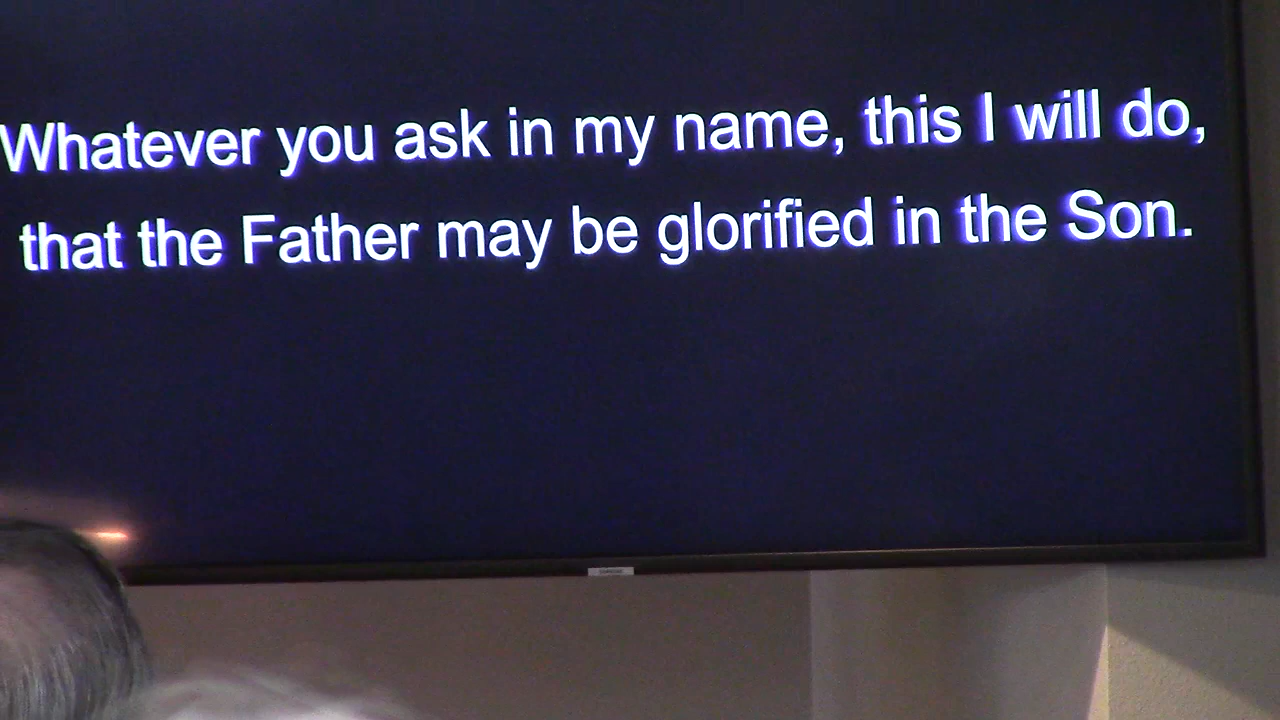 Whatever you ask in my name, this I will do,
that the Father may be glorified in the Son.